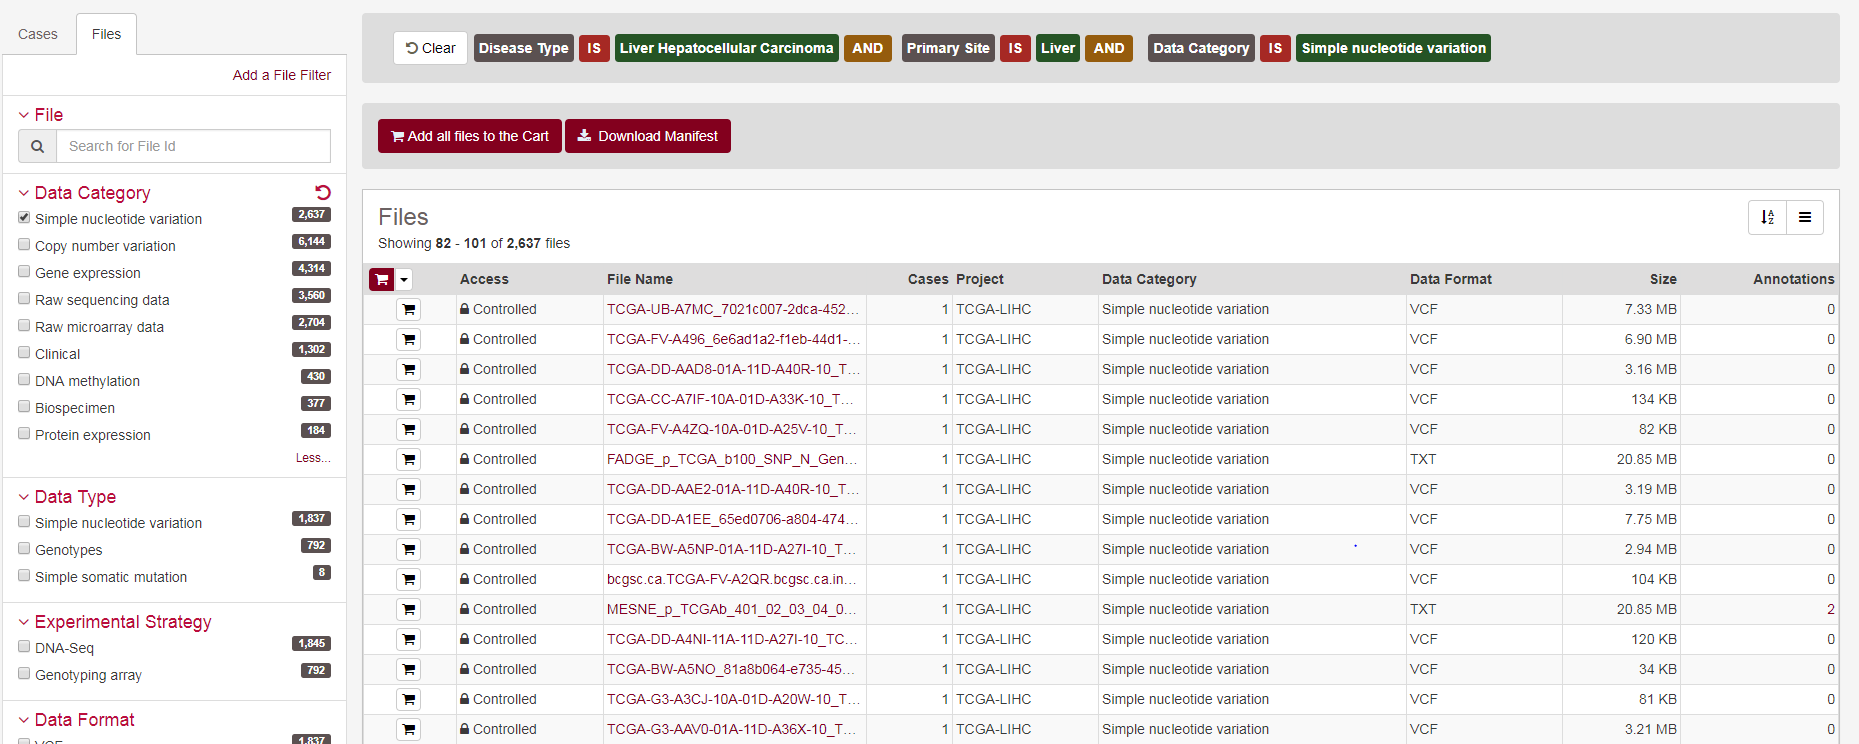 Cases Files
Add a File Filter
File
Search for File Id
Data Category
Simple nucleotide variation 2,637
Copy number variation 6,144
Gene expression 4,314
Raw sequencing data 3,560
Raw microarray data 2,704
Clinical 1,302
DNA methylation 430
Biospecimen 377
Protein expression 184
Less...
Data Type
Simple nucleotide variation 1,837
Genotypes 792
Simple somatic mutation 8
Experimental Strategy
DNA-Seq 1,845
Genotyping array 792
Data Format
VCF 1,837
Clear Disease Type IS Liver Hepatocellular Carcinoma AND Primary Site IS Liver AND Data Category IS Simple nucleotide variation
Add all files to the Cart Download Manifest
Files
Showing 82 - 101 of 2,637 files
Access File Name Cases Project Data Category Data Format Size Annotations
Controlled TCGA-UB-A7MC_7021c007-2dca-452... 1 TCGA-LIHC Simple nucleotide variation VCF 7.33 MB 0
Controlled TCGA-FV-A496_6e6ad1a2-f1eb-44d1-... 1 TCGA-LIHC Simple nucleotide variation VCF 6.90 MB 0
Controlled TCGA-DD-AAD8-01A-11D-A40R-10_T... 1 TCGA-LIHC Simple nucleotide variation VCF 3.16 MB 0
Controlled TCGA-CC-A7IF-10A-01D-A33K-10_T... 1 TCGA-LIHC Simple nucleotide variation VCF 134 KB 0
Controlled TCGA-FV-A4ZQ-10A-01D-A25V-10_T... 1 TCGA-LIHC Simple nucleotide variation VCF 82 KB 0
Controlled FADGE_p_TCGA_b100_SNP_N_Gen... 1 TCGA-LIHC Simple nucleotide variation TXT 20.85 MB 0
Controlled TCGA-DD-AAE2-01A-11D-A40R-10_T... 1 TCGA-LIHC Simple nucleotide variation VCF 3.19 MB 0
Controlled TCGA-DD-A1EE_65ed0706-a804-474... 1 TCGA-LIHC Simple nucleotide variation VCF 7.75 MB 0
Controlled TCGA-BW-A5NP-01A-11D-A27I-10_T... 1 TCGA-LIHC Simple nucleotide variation VCF 2.94 MB 0
Controlled bcgsc.ca.TCGA-FV-A2QR.bcgsc.ca.in... 1 TCGA-LIHC Simple nucleotide variation VCF 104 KB 0
Controlled MESNE_p_TCGAb_401_02_03_04_0... 1 TCGA-LIHC Simple nucleotide variation TXT 20.85 MB 2
Controlled TCGA-DD-A4NI-11A-11D-A27I-10_TC... 1 TCGA-LIHC Simple nucleotide variation VCF 120 KB 0
Controlled TCGA-BW-A5NO_81a8b064-e735-45... 1 TCGA-LIHC Simple nucleotide variation VCF 34 KB 0
Controlled TCGA-G3-A3CJ-10A-01D-A20W-10_T... 1 TCGA-LIHC Simple nucleotide variation VCF 81 KB 0
Controlled TCGA-G3-AAV0-01A-11D-A36X-10_T... 1 TCGA-LIHC Simple nucleotide variation VCF 3.21 MB 0